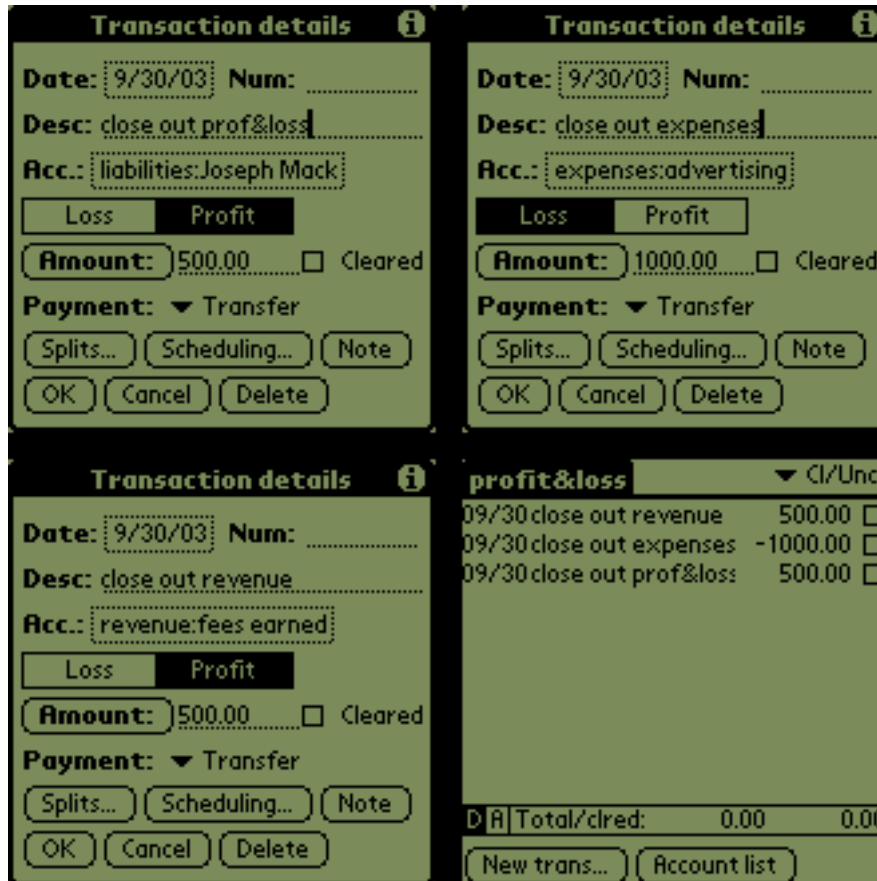 Transaction details
Date: 9/30/03 Num:
Desc: close out prof&loss
Acc.: liabilities:Joseph Mack
Loss Profit
Amount: 500.00 Cleared
Payment: Transfer
Splits... Scheduling... Note
OK Cancel Delete
Transaction details
Date: 9/30/03 Num:
Desc: close out expenses
Acc.: expenses:advertising
Loss Profit
Amount: 1000.00 Cleared
Payment: Transfer
Splits... Scheduling... Note
OK Cancel Delete
Transaction details
Date: 9/30/03 Num:
Desc: close out revenue
Acc.: revenue:fees earned
Loss Profit
Amount: 500.00 Cleared
Payment: Transfer
Splits... Scheduling... Note
OK Cancel Delete
profit&loss Cl/Unc
09/30 close out revenue 500.00
09/30 close out expenses -1000.00
09/30 close out prof&loss 500.00
D A Total/clred: 0.00 0.00
New trans... Account list